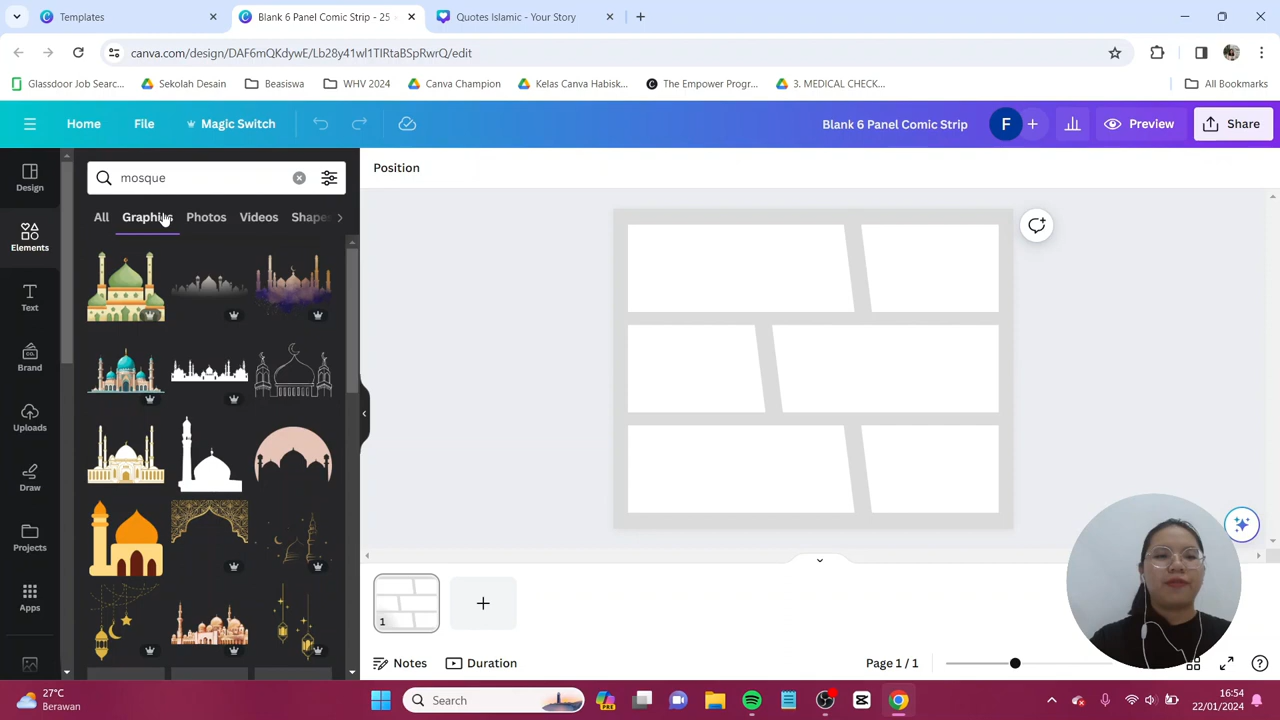 Templates
Blank 6 Panel Comic Strip - 25
Quotes Islamic - Your Story
canva.com/design/DAF6mQKdywE/Lb28y41wl1TIRtaBSpRwrQ/edit
Glassdoor Job Searc...
Sekolah Desain
Beasiswa
WHV 2024
Canva Champion
Kelas Canva Habisk...
The Empower Progr...
3. MEDICAL CHECK...
All Bookmarks
Home
File
Magic Switch
Blank 6 Panel Comic Strip
F
Preview
Share
Design
Elements
Text
Brand
Uploads
Draw
Projects
Apps
mosque
All
Graphics
Photos
Videos
Shapes
Position
1
Notes
Duration
Page 1 / 1
27°C
Berawan
Search
16:54
22/01/2024